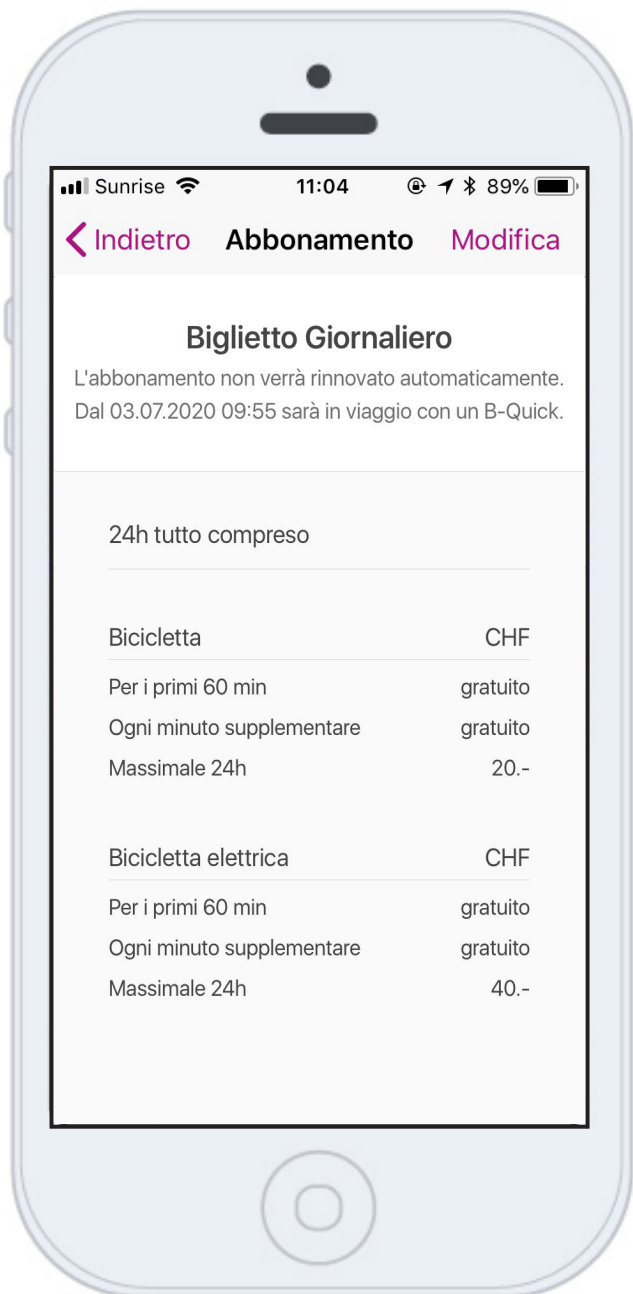 Sunrise 11:04 89%
Indietro Abbonamento Modifica
Biglietto Giornaliero
L'abbonamento non verrà rinnovato automaticamente.
Dal 03.07.2020 09:55 sarà in viaggio con un B-Quick.
24h tutto compreso
Bicicletta CHF
Per i primi 60 min gratuito
Ogni minuto supplementare gratuito
Massimale 24h 20.-
Bicicletta elettrica CHF
Per i primi 60 min gratuito
Ogni minuto supplementare gratuito
Massimale 24h 40.-